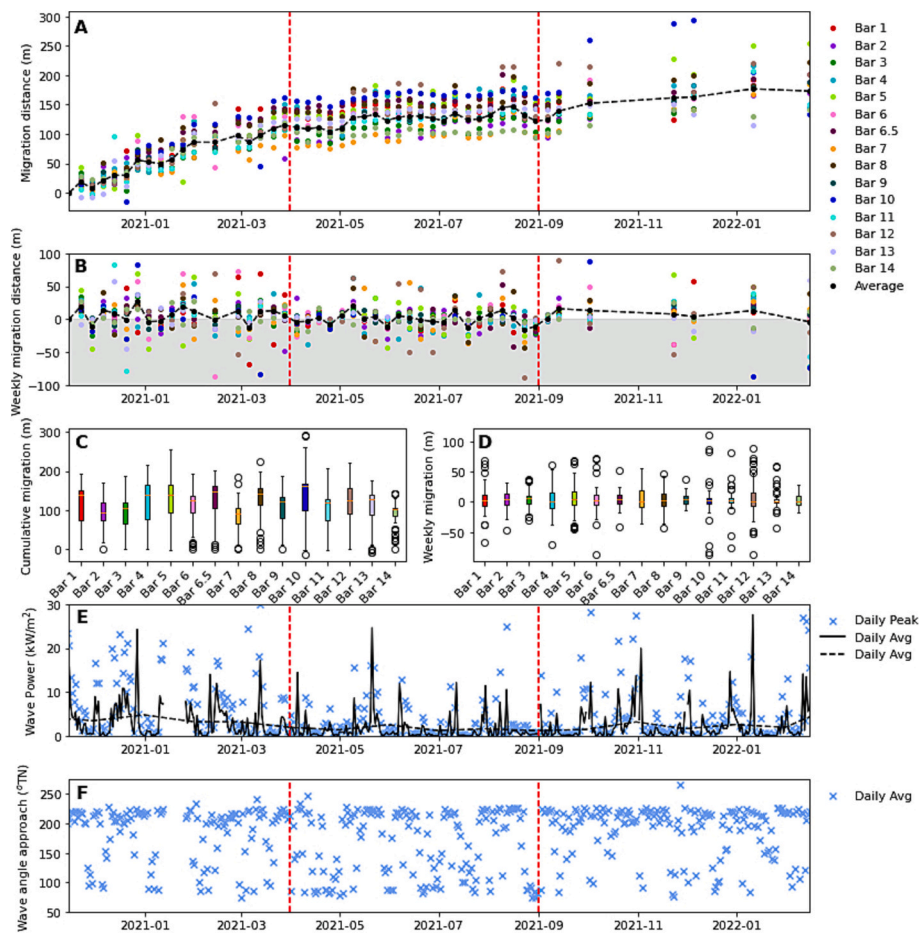 A
Migration distance (m)
300
250
200
150
100
50
0
2021-01 2021-03 2021-05 2021-07 2021-09 2021-11 2022-01
Bar 1
Bar 2
Bar 3
Bar 4
Bar 5
Bar 6
Bar 6.5
Bar 7
Bar 8
Bar 9
Bar 10
Bar 11
Bar 12
Bar 13
Bar 14
Average
B
Weekly migration distance (m)
100
50
0
−50
−100
2021-01 2021-03 2021-05 2021-07 2021-09 2021-11 2022-01
C
Cumulative migration (m)
300
200
100
0
Bar 1 Bar 2 Bar 3 Bar 4 Bar 5 Bar 6 Bar 6.5 Bar 7 Bar 8 Bar 9 Bar 10 Bar 11 Bar 12 Bar 13 Bar 14
D
Weekly migration (m)
100
50
0
−50
Bar 1 Bar 2 Bar 3 Bar 4 Bar 5 Bar 6 Bar 6.5 Bar 7 Bar 8 Bar 9 Bar 10 Bar 11 Bar 12 Bar 13 Bar 14
E
Wave Power (kW/m²)
30
20
10
0
2021-01 2021-03 2021-05 2021-07 2021-09 2021-11 2022-01
Daily Peak
Daily Avg
Daily Avg
F
Wave angle approach (°TN)
250
200
150
100
50
2021-01 2021-03 2021-05 2021-07 2021-09 2021-11 2022-01
Daily Avg